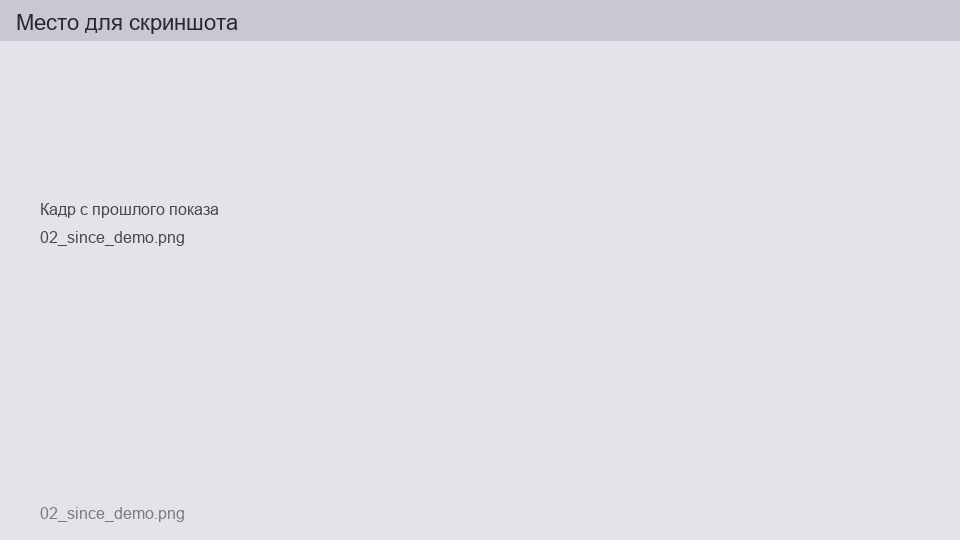 Место для скриншота
Кадр с прошлого показа
02_since_demo.png
02_since_demo.png